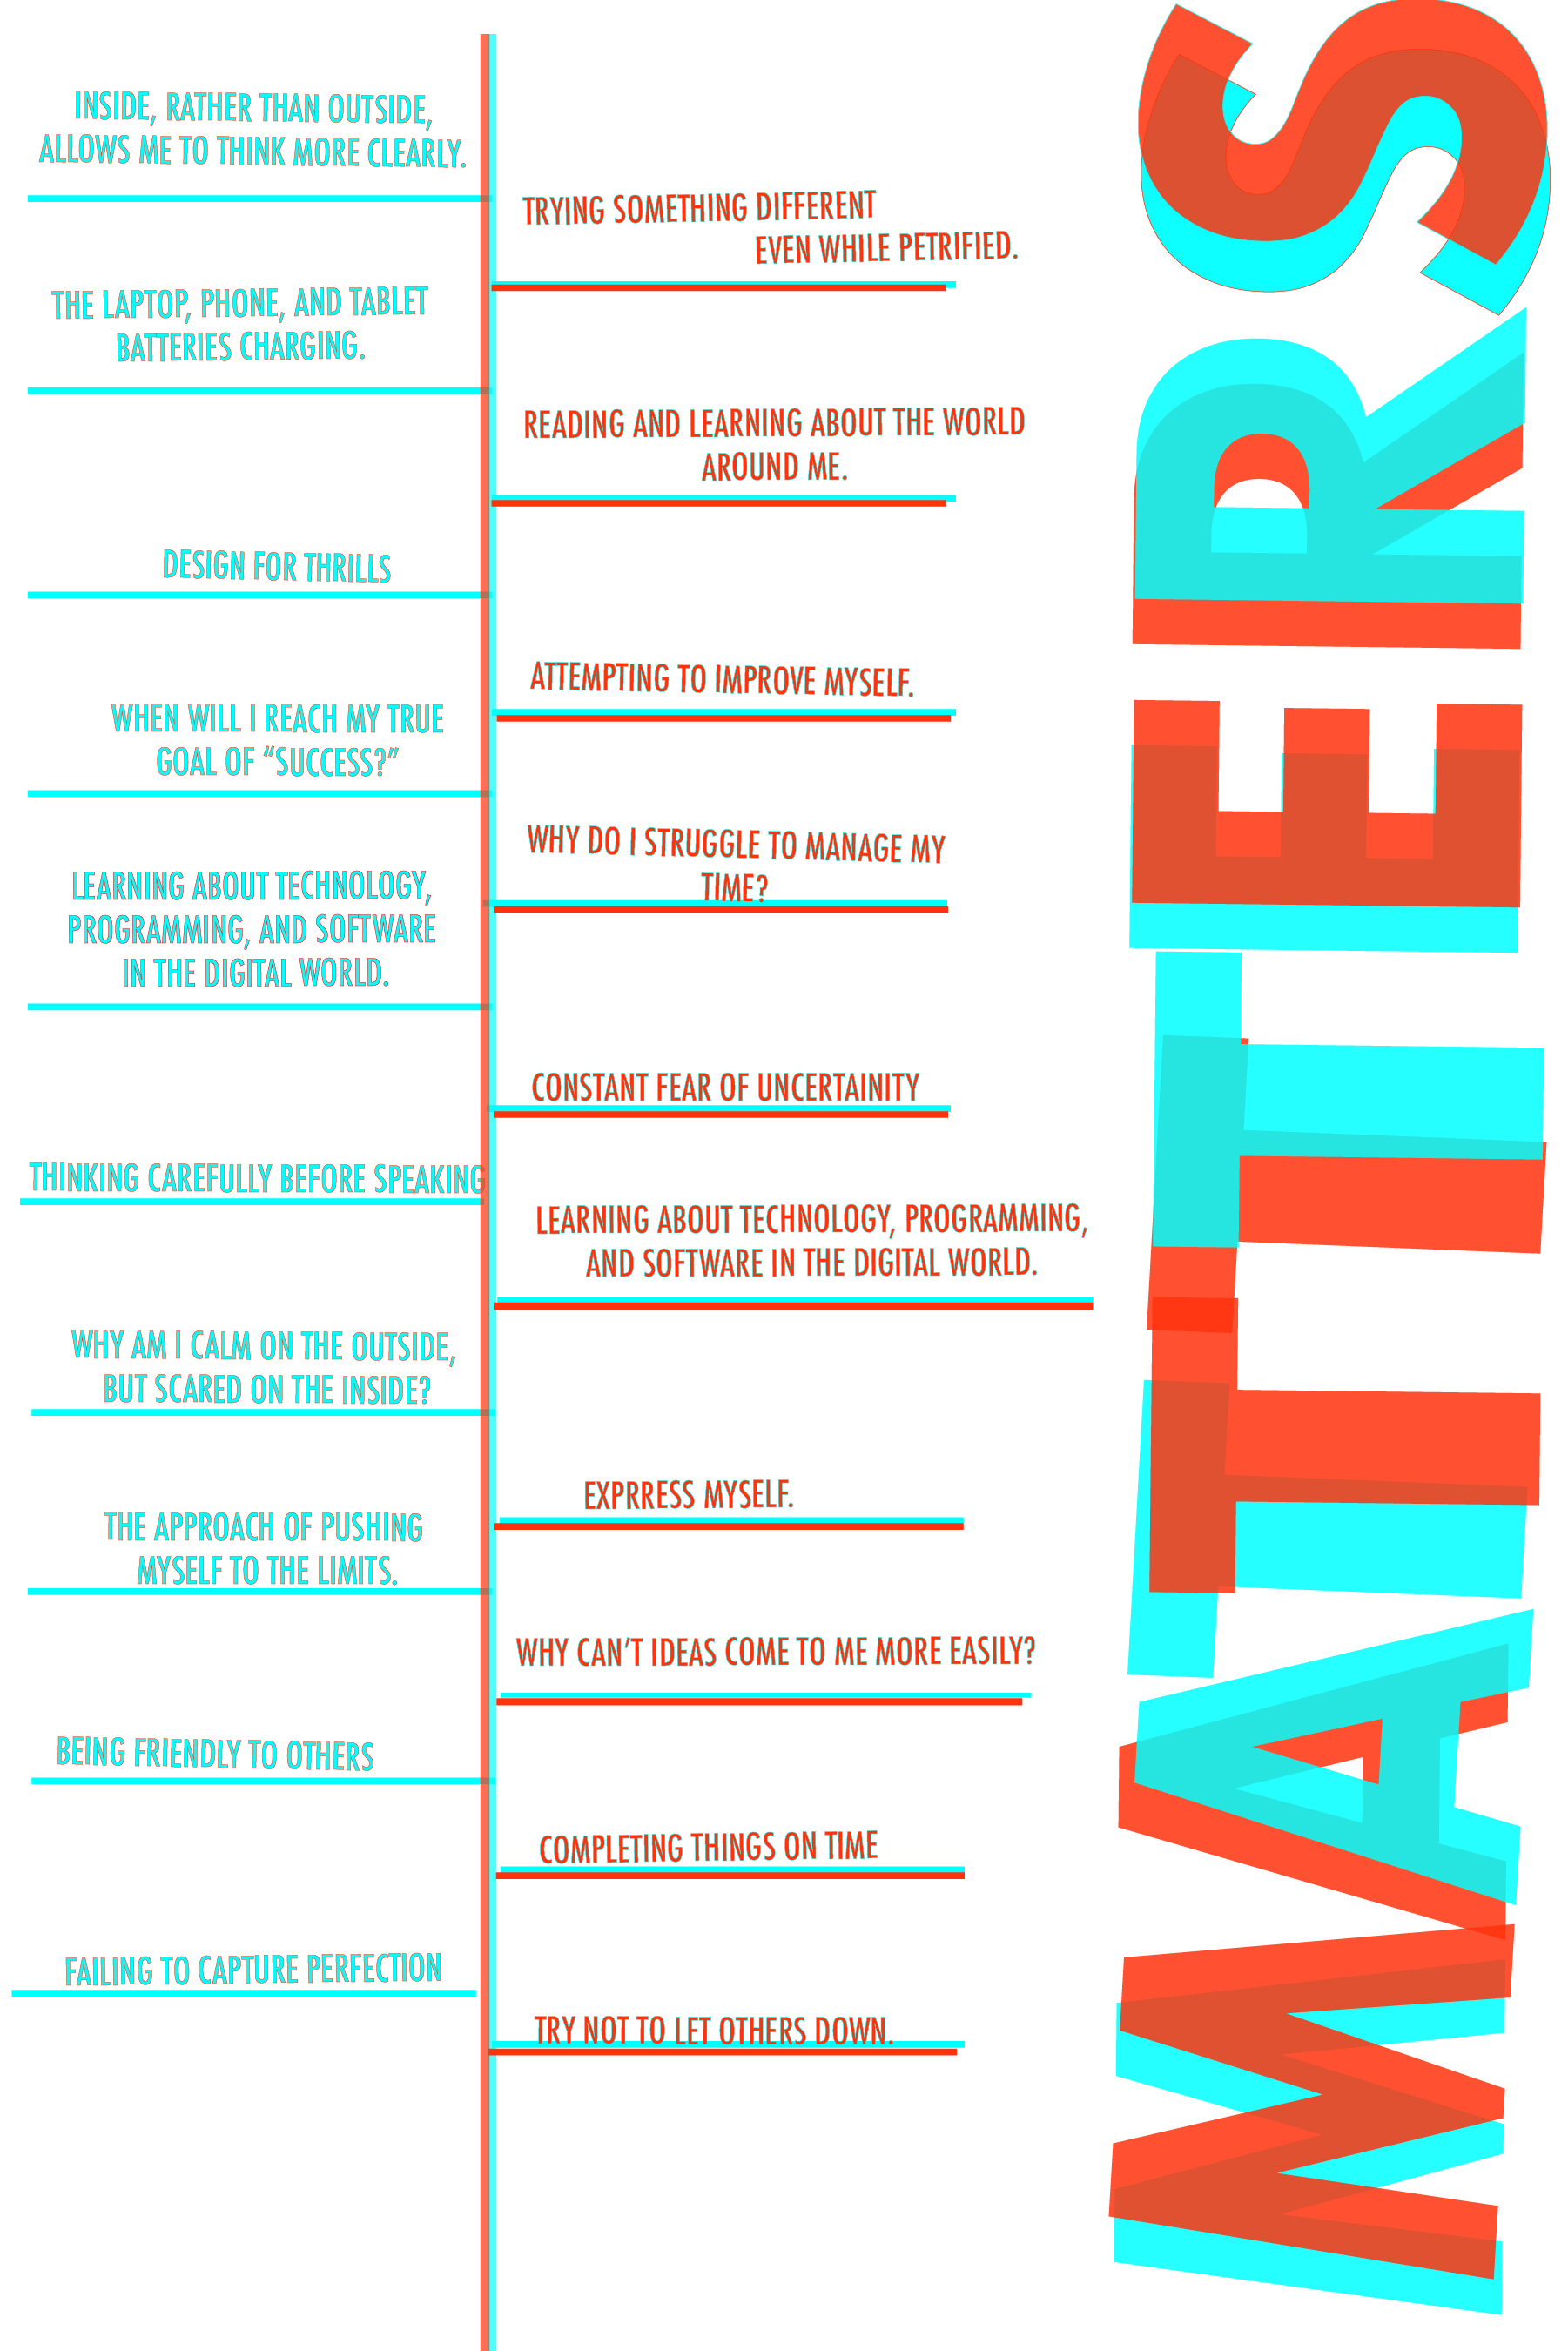 INSIDE, RATHER THAN OUTSIDE,
ALLOWS ME TO THINK MORE CLEARLY.
TRYING SOMETHING DIFFERENT
EVEN WHILE PETRIFIED.
THE LAPTOP, PHONE, AND TABLET
BATTERIES CHARGING.
READING AND LEARNING ABOUT THE WORLD
AROUND ME.
DESIGN FOR THRILLS
ATTEMPTING TO IMPROVE MYSELF.
WHEN WILL I REACH MY TRUE
GOAL OF “SUCCESS?”
WHY DO I STRUGGLE TO MANAGE MY
TIME?
LEARNING ABOUT TECHNOLOGY,
PROGRAMMING, AND SOFTWARE
IN THE DIGITAL WORLD.
CONSTANT FEAR OF UNCERTAINITY
THINKING CAREFULLY BEFORE SPEAKING
LEARNING ABOUT TECHNOLOGY, PROGRAMMING,
AND SOFTWARE IN THE DIGITAL WORLD.
WHY AM I CALM ON THE OUTSIDE,
BUT SCARED ON THE INSIDE?
EXPRRESS MYSELF.
THE APPROACH OF PUSHING
MYSELF TO THE LIMITS.
WHY CAN’T IDEAS COME TO ME MORE EASILY?
BEING FRIENDLY TO OTHERS
COMPLETING THINGS ON TIME
FAILING TO CAPTURE PERFECTION
TRY NOT TO LET OTHERS DOWN.
MATTERS